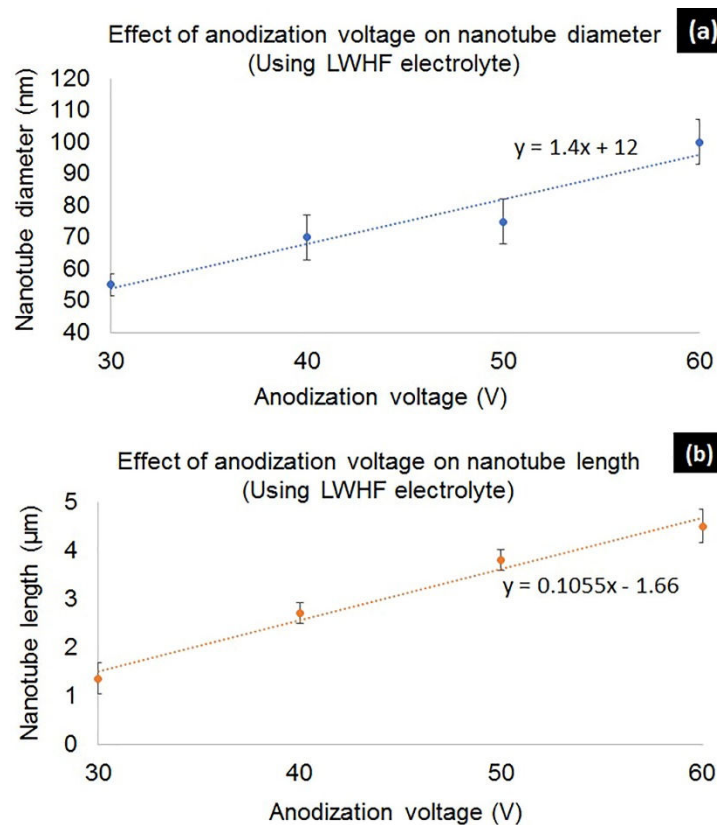 Effect of anodization voltage on nanotube diameter
(Using LWHF electrolyte)
(a)
Nanotube diameter (nm)
120
110
100
90
80
70
60
50
40
y = 1.4x + 12
30 40 50 60
Anodization voltage (V)
Effect of anodization voltage on nanotube length
(Using LWHF electrolyte)
(b)
Nanotube length (µm)
5
4
3
2
1
0
y = 0.1055x - 1.66
30 40 50 60
Anodization voltage (V)